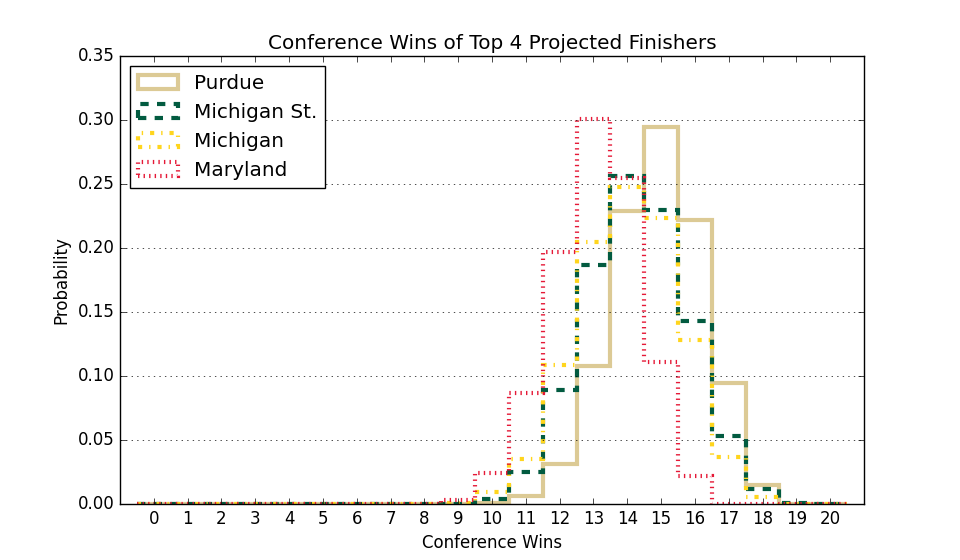 Conference Wins of Top 4 Projected Finishers
0.35
0.30
0.25
0.20
0.15
0.10
0.05
0.00
Probability
Purdue
Michigan St.
Michigan
Maryland
0 1 2 3 4 5 6 7 8 9 10 11 12 13 14 15 16 17 18 19 20
Conference Wins